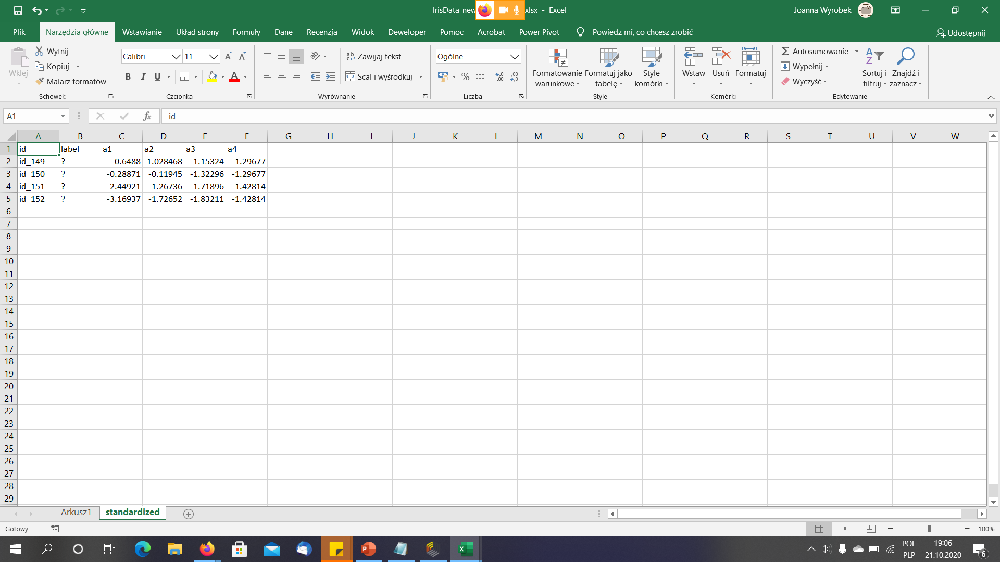 IrisData_new xlsx - Excel
Joanna Wyrobek
Plik Narzędzia główne Wstawianie Układ strony Formuły Dane Recenzja Widok Deweloper Pomoc Acrobat Power Pivot Powiedz mi, co chcesz zrobić Udostępnij
Wklej
Wytnij
Kopiuj
Malarz formatów
Schowek
Calibri 11
B I U A
Czcionka
Zawijaj tekst
Scal i wyśrodkuj
Wyrównanie
Ogólne
% 000
Liczba
Formatowanie warunkowe
Formatuj jako tabelę
Style komórki
Style
Wstaw Usuń Formatuj
Komórki
Autosumowanie
Wypełnij
Wyczyść
Sortuj i filtruj
Znajdź i zaznacz
Edytowanie
A1 fx id
A B C D E F G H I J K L M N O P Q R S T U V W
1 id label a1 a2 a3 a4
2 id_149 ? -0.6488 1.028468 -1.15324 -1.29677
3 id_150 ? -0.28871 -0.11945 -1.32296 -1.29677
4 id_151 ? -2.44921 -1.26736 -1.71896 -1.42814
5 id_152 ? -3.16937 -1.72652 -1.83211 -1.42814
6
7
8
9
10
11
12
13
14
15
16
17
18
19
20
21
22
23
24
25
26
27
28
29
Arkusz1 standardized
Gotowy 100%
POL
PLP
19:06
21.10.2020
6